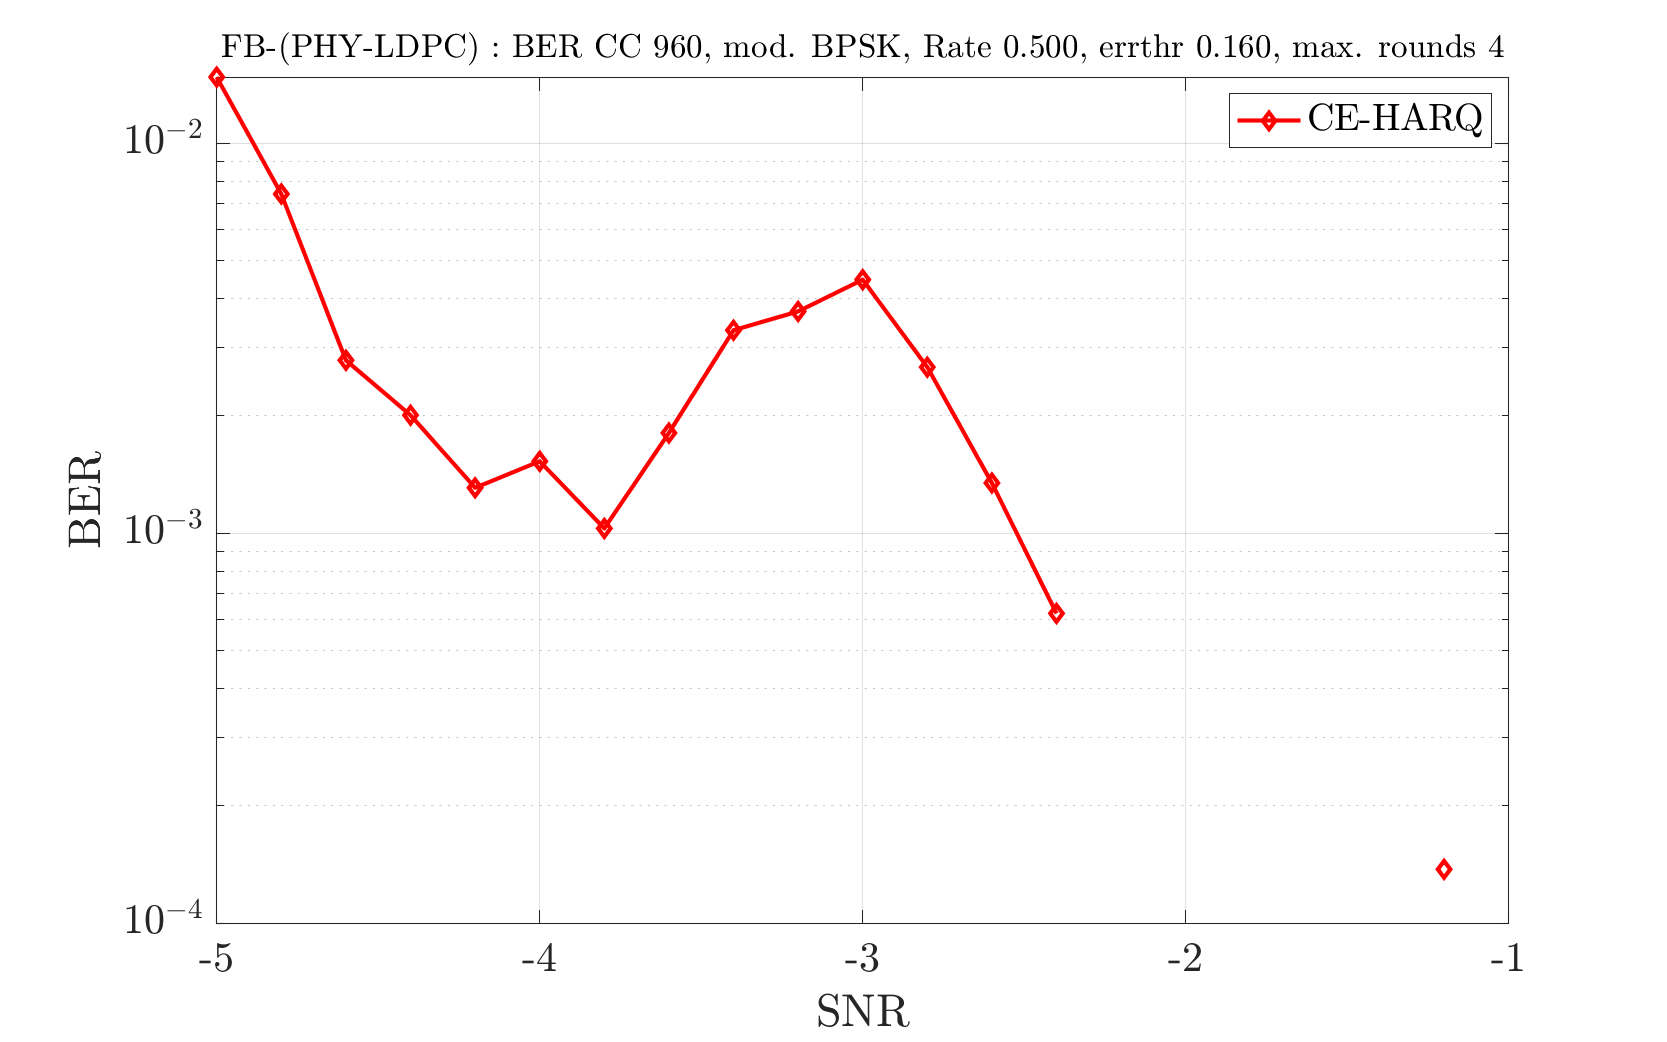 FB-(PHY-LDPC) : BER CC 960, mod. BPSK, Rate 0.500, errthr 0.160, max. rounds 4
CE-HARQ
10⁻²
10⁻³
10⁻⁴
BER
-5 -4 -3 -2 -1
SNR